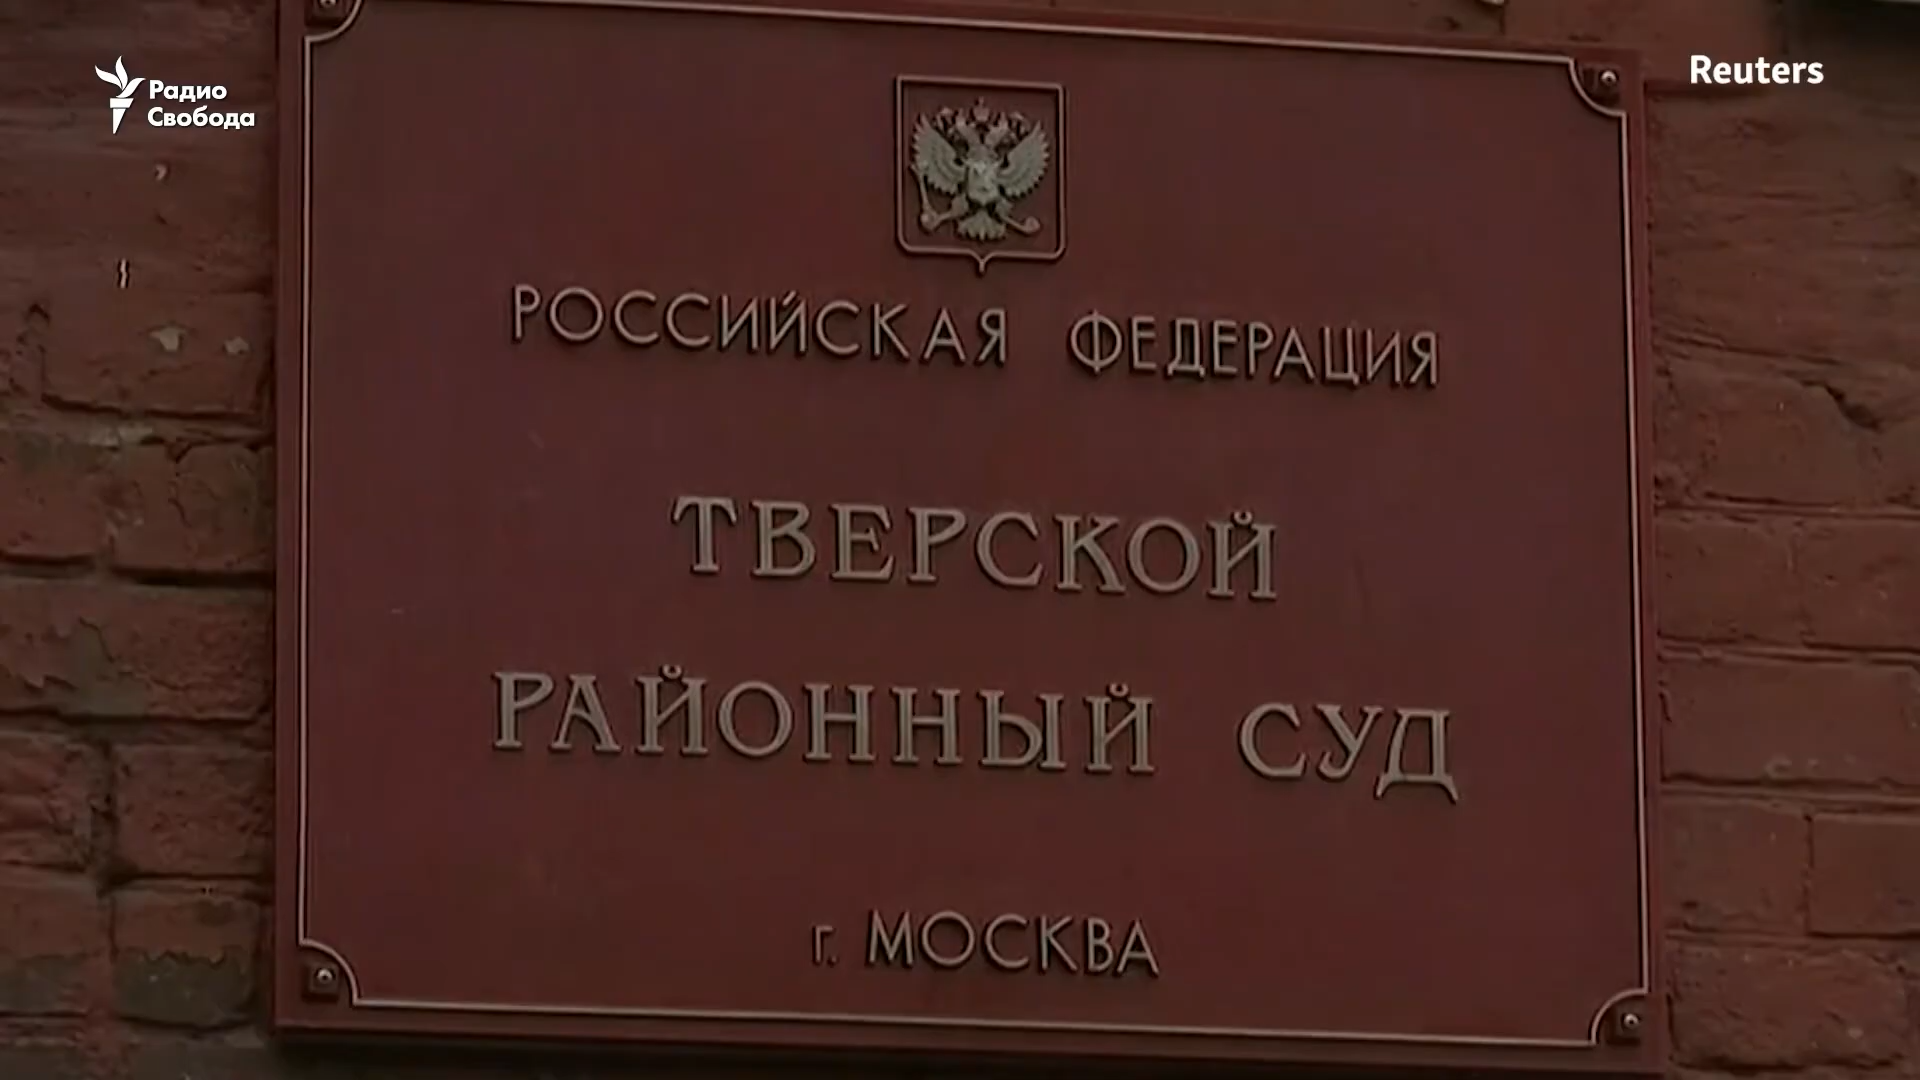 Радио
Свобода
Reuters
РОССИЙСКАЯ ФЕДЕРАЦИЯ
ТВЕРСКОЙ
РАЙОННЫЙ СУД
г. МОСКВА